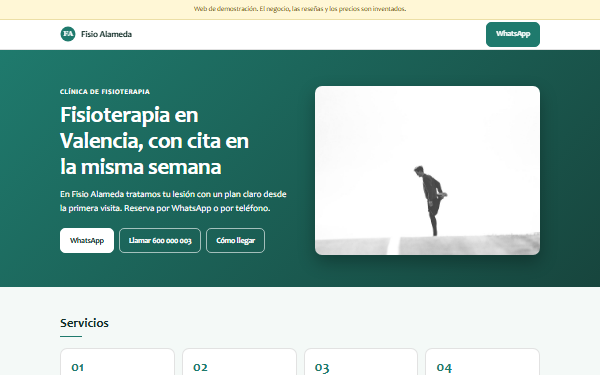 Web de demostración. El negocio, las reseñas y los precios son inventados.
FA Fisio Alameda
WhatsApp
CLÍNICA DE FISIOTERAPIA
Fisioterapia en
Valencia, con cita en
la misma semana
En Fisio Alameda tratamos tu lesión con un plan claro desde
la primera visita. Reserva por WhatsApp o por teléfono.
WhatsApp
Llamar 600 000 003
Cómo llegar
Servicios
01
02
03
04